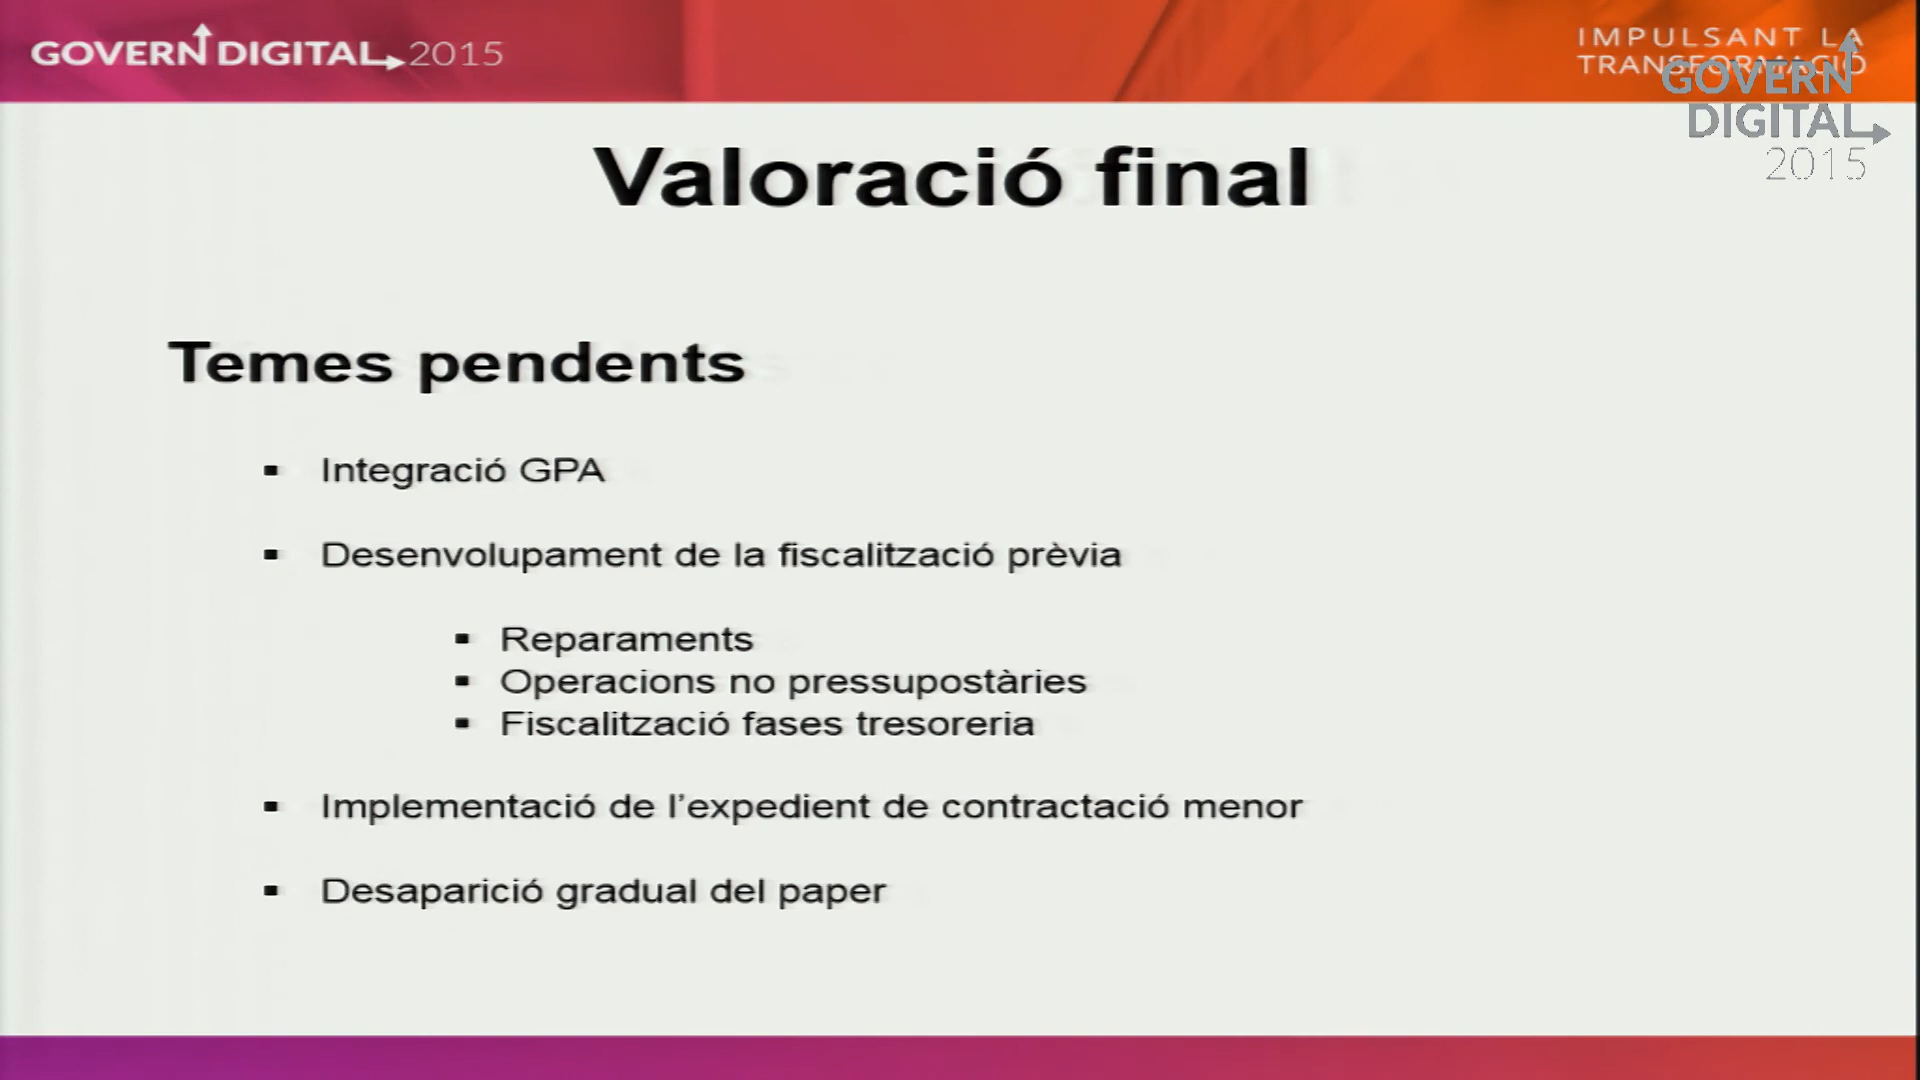 GOVERN DIGITAL 2015
IMPULSANT LA
TRANSFORMACIÓ
GOVERN
DIGITAL
2015
Valoració final
Temes pendents
▪ Integració GPA
▪ Desenvolupament de la fiscalització prèvia
▪ Reparaments
▪ Operacions no pressupostàries
▪ Fiscalització fases tresoreria
▪ Implementació de l’expedient de contractació menor
▪ Desaparició gradual del paper